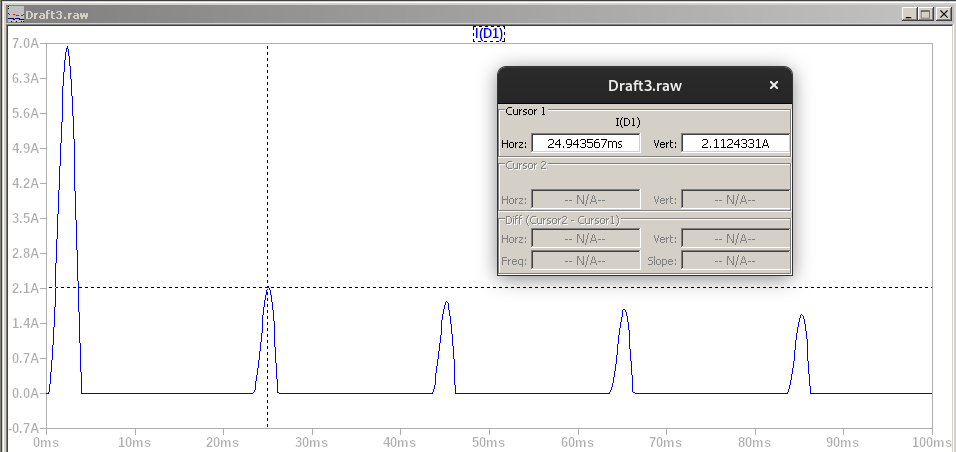 Draft3.raw
I(D1)
7.0A
6.3A
5.6A
4.9A
4.2A
3.5A
2.8A
2.1A
1.4A
0.7A
0.0A
-0.7A
0ms 10ms 20ms 30ms 40ms 50ms 60ms 70ms 80ms 90ms 100ms
Draft3.raw
Cursor 1
I(D1)
Horz: 24.943567ms Vert: 2.1124331A
Cursor 2
Horz: -- N/A-- Vert: -- N/A--
Diff (Cursor2 - Cursor1)
Horz: -- N/A-- Vert: -- N/A--
Freq: -- N/A-- Slope: -- N/A--